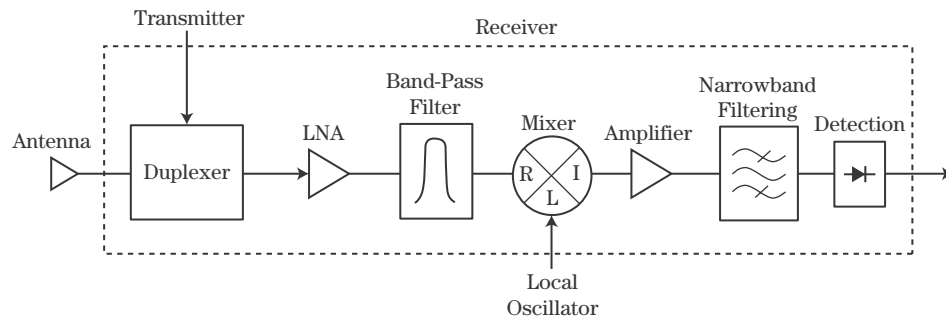 Transmitter
Receiver
Band-Pass
Filter
Narrowband
Filtering
Antenna
LNA
Mixer
Amplifier
Detection
Duplexer
R
I
L
Local
Oscillator